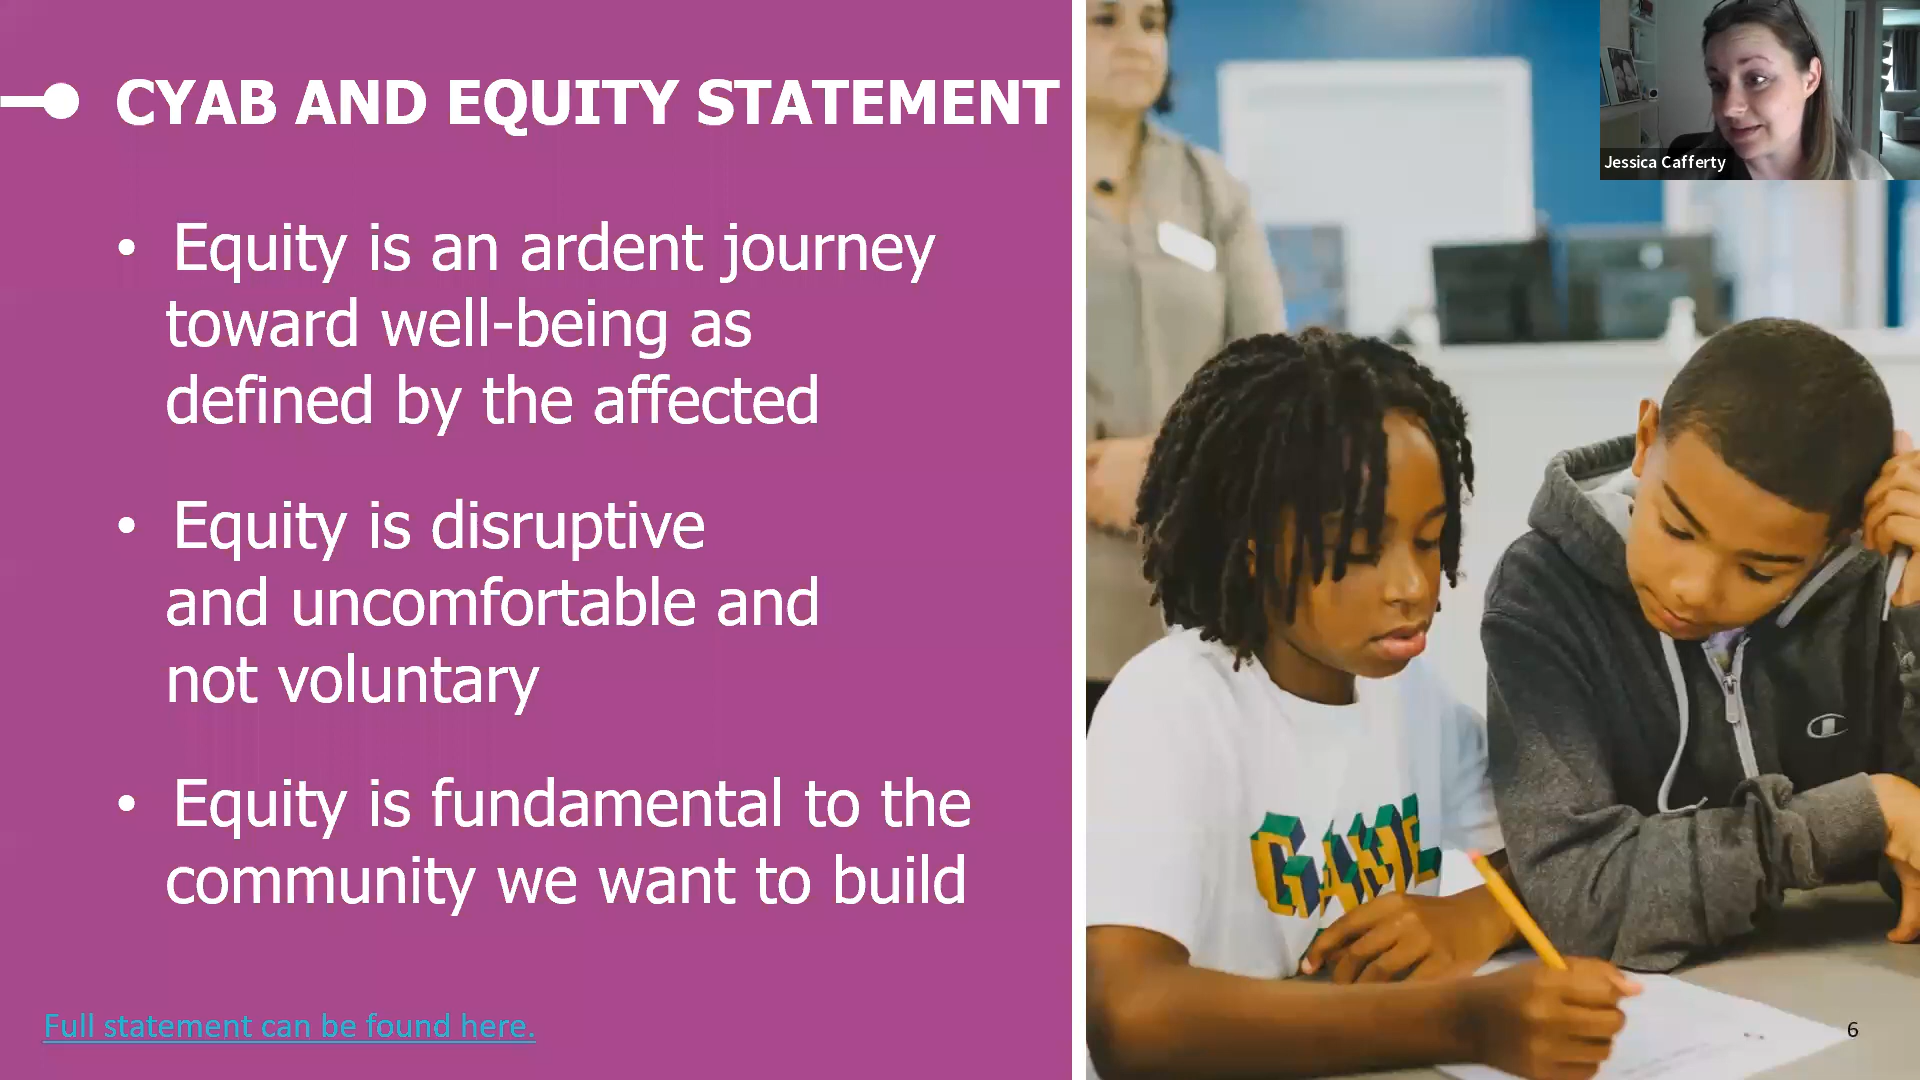 CYAB AND EQUITY STATEMENT
• Equity is an ardent journey
toward well-being as
defined by the affected
• Equity is disruptive
and uncomfortable and
not voluntary
• Equity is fundamental to the
community we want to build
Full statement can be found here.
Jessica Cafferty
GAME
6